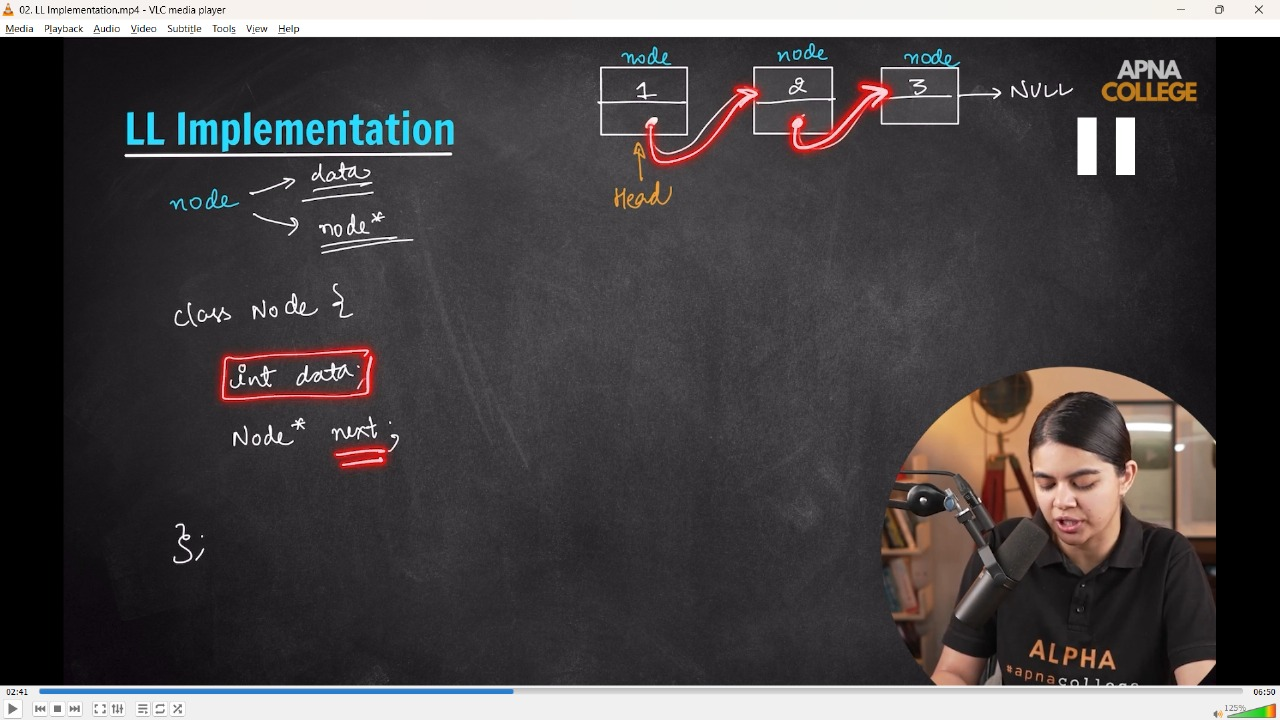 02. LL Implementation.mp4 - VLC media player
Media Playback Audio Video Subtitle Tools View Help
node node node
1 2 3 NULL
APNA
COLLEGE
LL Implementation
Head
node data
node*
class Node {
int data;
Node* next;
};
ALPHA
#apnacollege
02:41 06:50
125%